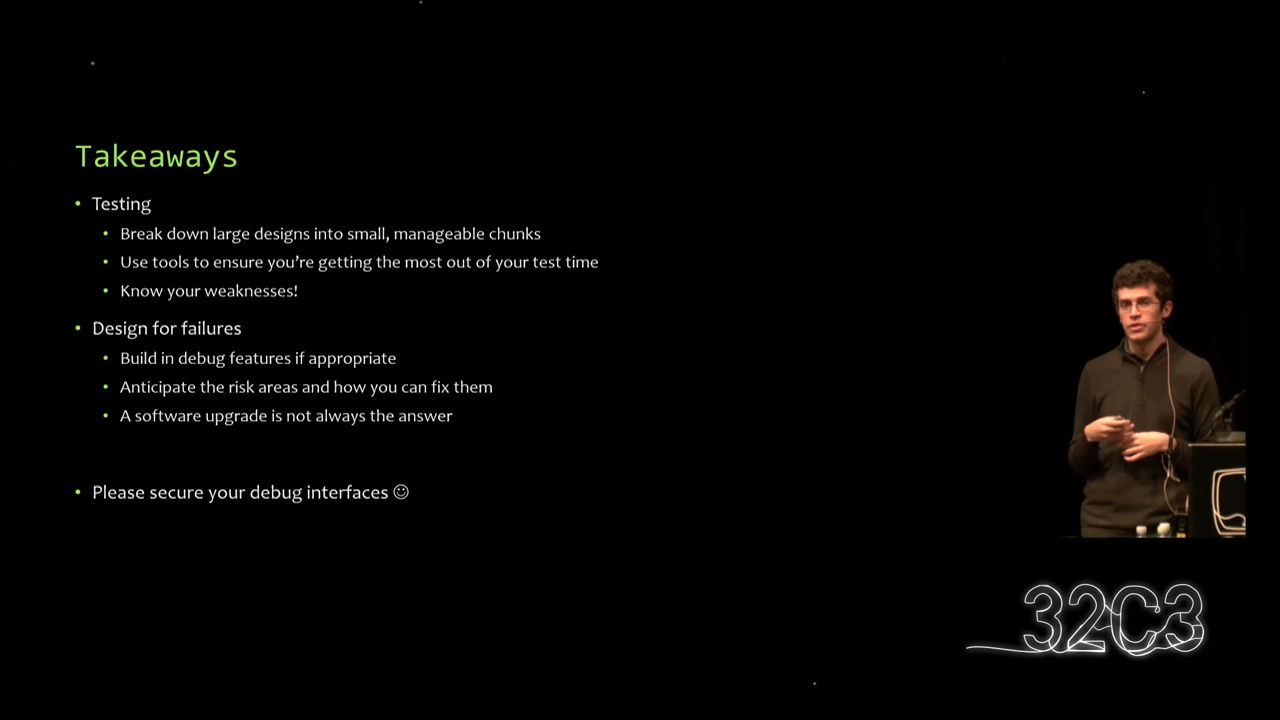 Takeaways
• Testing
• Break down large designs into small, manageable chunks
• Use tools to ensure you’re getting the most out of your test time
• Know your weaknesses!
• Design for failures
• Build in debug features if appropriate
• Anticipate the risk areas and how you can fix them
• A software upgrade is not always the answer
• Please secure your debug interfaces ☺
32C3